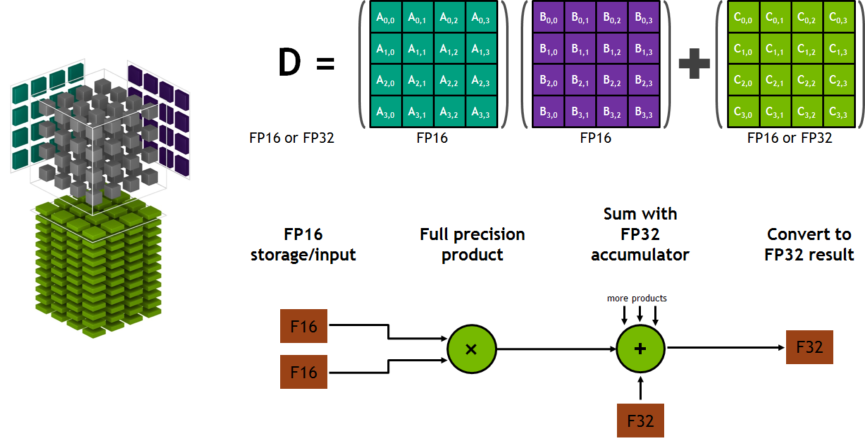 D =
A0,0 A0,1 A0,2 A0,3
A1,0 A1,1 A1,2 A1,3
A2,0 A2,1 A2,2 A2,3
A3,0 A3,1 A3,2 A3,3
B0,0 B0,1 B0,2 B0,3
B1,0 B1,1 B1,2 B1,3
B2,0 B2,1 B2,2 B2,3
B3,0 B3,1 B3,2 B3,3
+
C0,0 C0,1 C0,2 C0,3
C1,0 C1,1 C1,2 C1,3
C2,0 C2,1 C2,2 C2,3
C3,0 C3,1 C3,2 C3,3
FP16 or FP32
FP16
FP16
FP16 or FP32
FP16
storage/input
Full precision
product
Sum with
FP32
accumulator
Convert to
FP32 result
more products
F16
F16
×
+
F32
F32